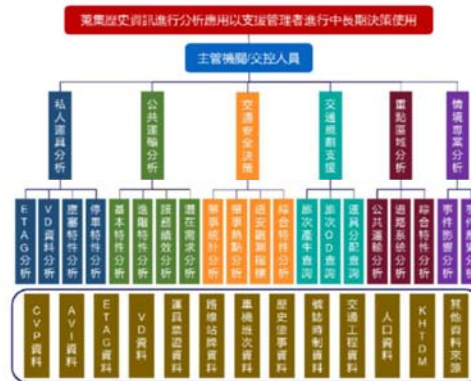 蒐集歷史資訊進行分析應用以支援管理者進行中長期決策使用
主管機關/交控人員
私人運具分析
公共運輸分析
交通安全決策
交通規劃支援
重點區域分析
情境專案分析
ETAG分析
VD資料分析
應塞特性分析
停車特性分析
基本特性分析
進階特性分析
服務績效分析
潛在需求分析
肇事統計分析
肇事熱點分析
綜合特性分析
旅次產生查詢
旅次OD查詢
運具分配查詢
公共運輸分析
道路系統分析
綜合特性分析
事件影響分析
CVP資料
AVI資料
ETAG資料
VD資料
運具票證資料
路線站牌資料
車機班次資料
歷史肇事資料
號誌時制資料
交通工程資料
人口資料
KHTDM
其他資料來源